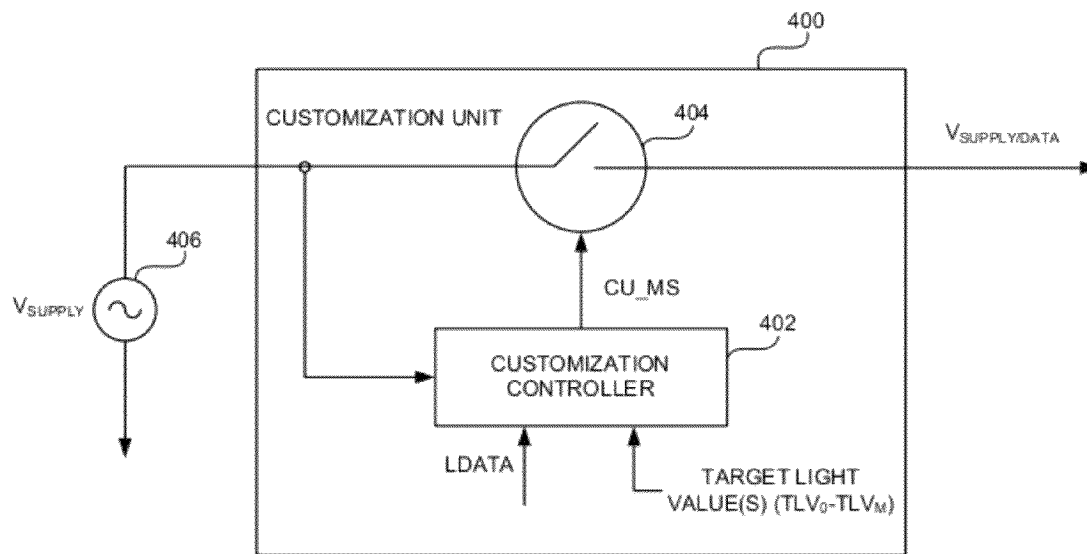 400
CUSTOMIZATION UNIT
404
VSUPPLY/DATA
406
VSUPPLY
CU_MS
402
CUSTOMIZATION
CONTROLLER
LDATA
TARGET LIGHT
VALUE(S) (TLV0-TLVM)